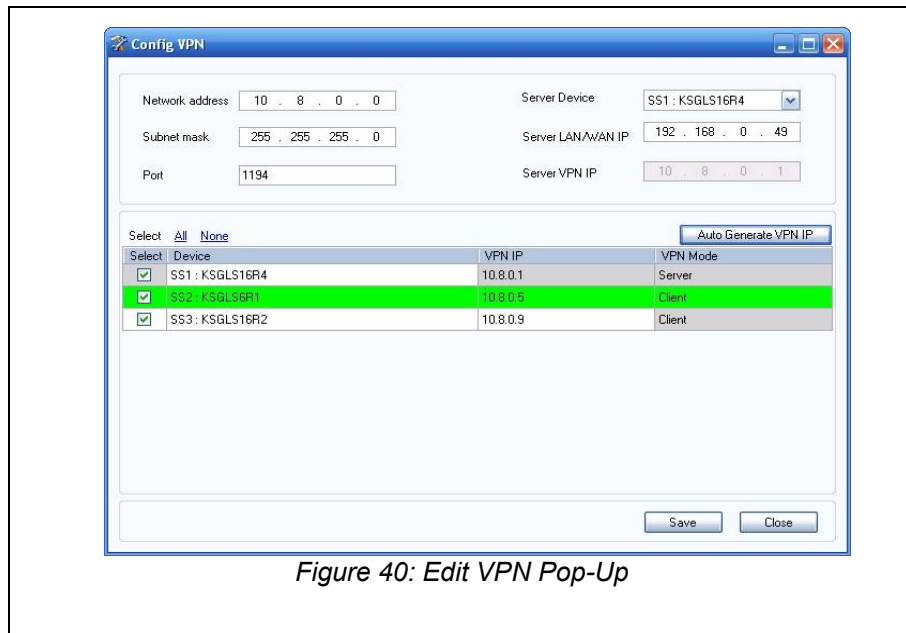 Config VPN
Network address 10 . 8 . 0 . 0 Server Device SS1 : KSGLS16R4
Subnet mask 255 . 255 . 255 . 0 Server LAN/WAN IP 192 . 168 . 0 . 49
Port 1194 Server VPN IP 10 . 8 . 0 . 1
Select All None Auto Generate VPN IP
Select Device VPN IP VPN Mode
SS1 : KSGLS16R4 10.8.0.1 Server
SS2 : KSGLS6R1 10.8.0.5 Client
SS3 : KSGLS16R2 10.8.0.9 Client
Save Close
Figure 40: Edit VPN Pop-Up